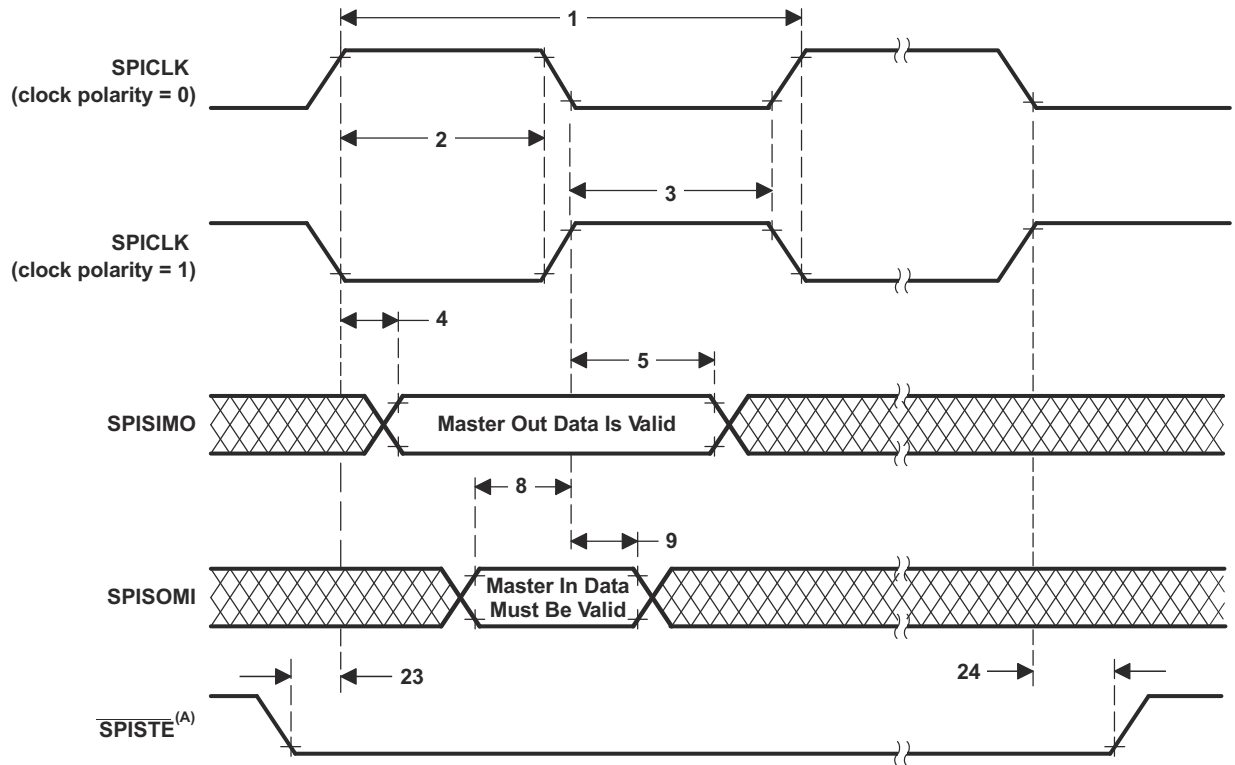 1
SPICLK
(clock polarity = 0)
2
3
SPICLK
(clock polarity = 1)
4
5
SPISIMO
Master Out Data Is Valid
8
9
SPISOMI
Master In Data
Must Be Valid
23
24
SPISTE(A)